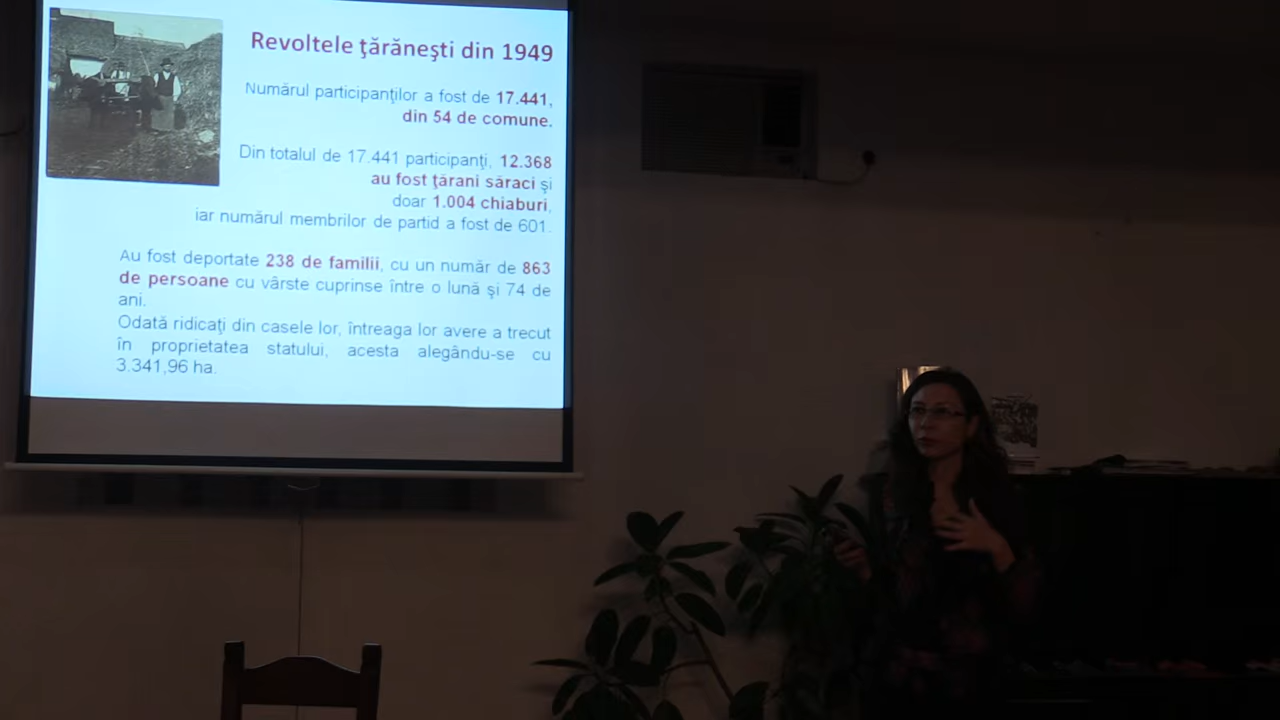 Revoltele ţărăneşti din 1949
Numărul participanţilor a fost de 17.441,
din 54 de comune.
Din totalul de 17.441 participanţi, 12.368
au fost ţărani săraci şi
doar 1.004 chiaburi,
iar numărul membrilor de partid a fost de 601.
Au fost deportate 238 de familii, cu un număr de 863
de persoane cu vârste cuprinse între o lună şi 74 de
ani.
Odată ridicaţi din casele lor, întreaga lor avere a trecut
în proprietatea statului, acesta alegându-se cu
3.341,96 ha.